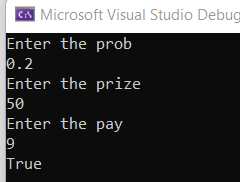 Microsoft Visual Studio Debug
Enter the prob
0.2
Enter the prize
50
Enter the pay
9
True